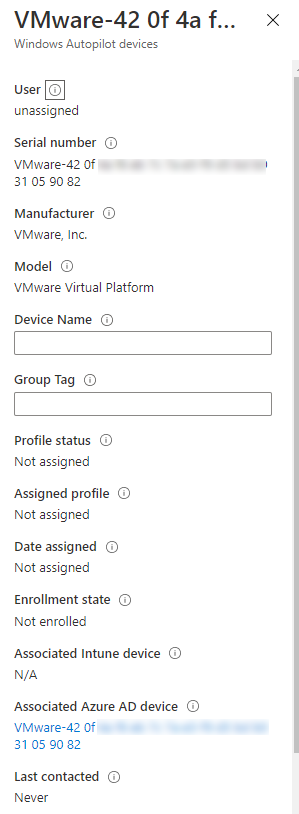 VMware-42 0f 4a f...
Windows Autopilot devices
User
unassigned
Serial number
VMware-42 0f
31 05 90 82
Manufacturer
VMware, Inc.
Model
VMware Virtual Platform
Device Name
Group Tag
Profile status
Not assigned
Assigned profile
Not assigned
Date assigned
Not assigned
Enrollment state
Not enrolled
Associated Intune device
N/A
Associated Azure AD device
VMware-42 0f
31 05 90 82
Last contacted
Never